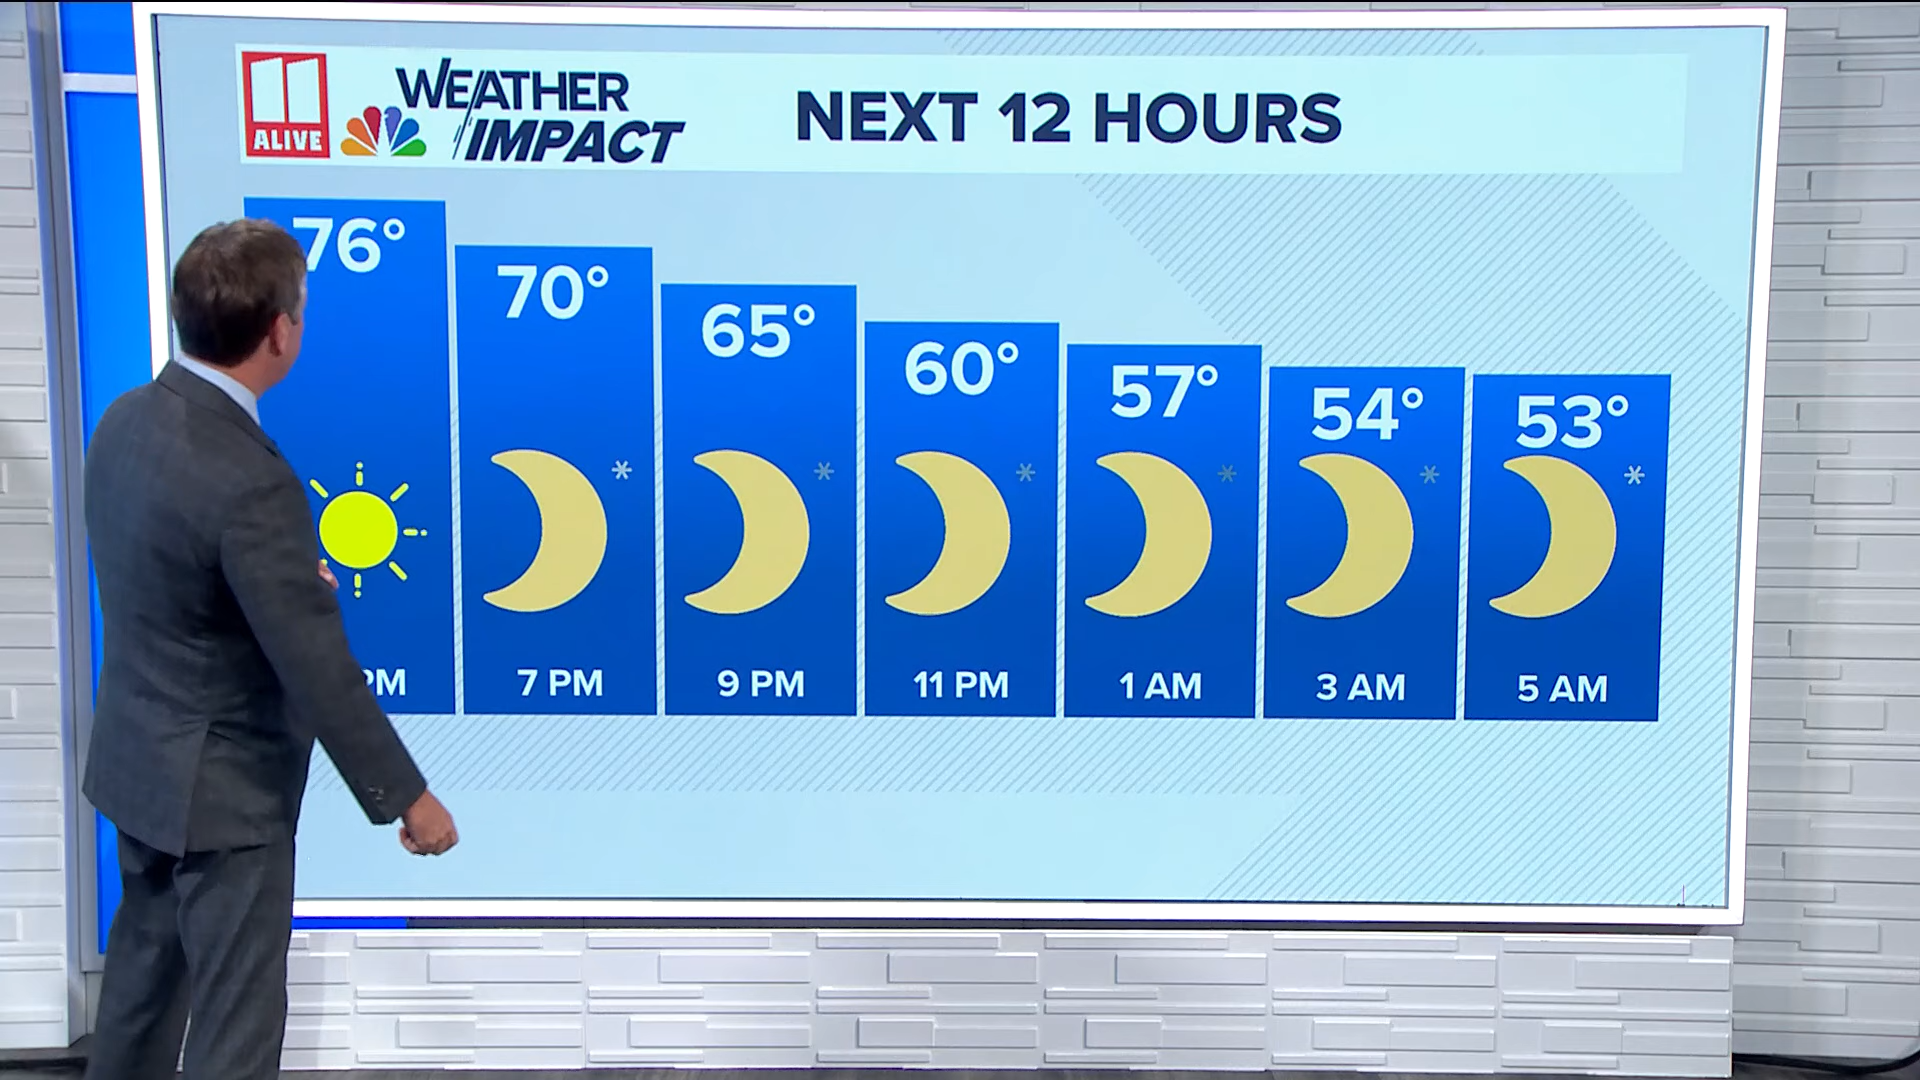 11
ALIVE
WEATHER
IMPACT
NEXT 12 HOURS
76° 70° 65° 60° 57° 54° 53°
PM 7 PM 9 PM 11 PM 1 AM 3 AM 5 AM